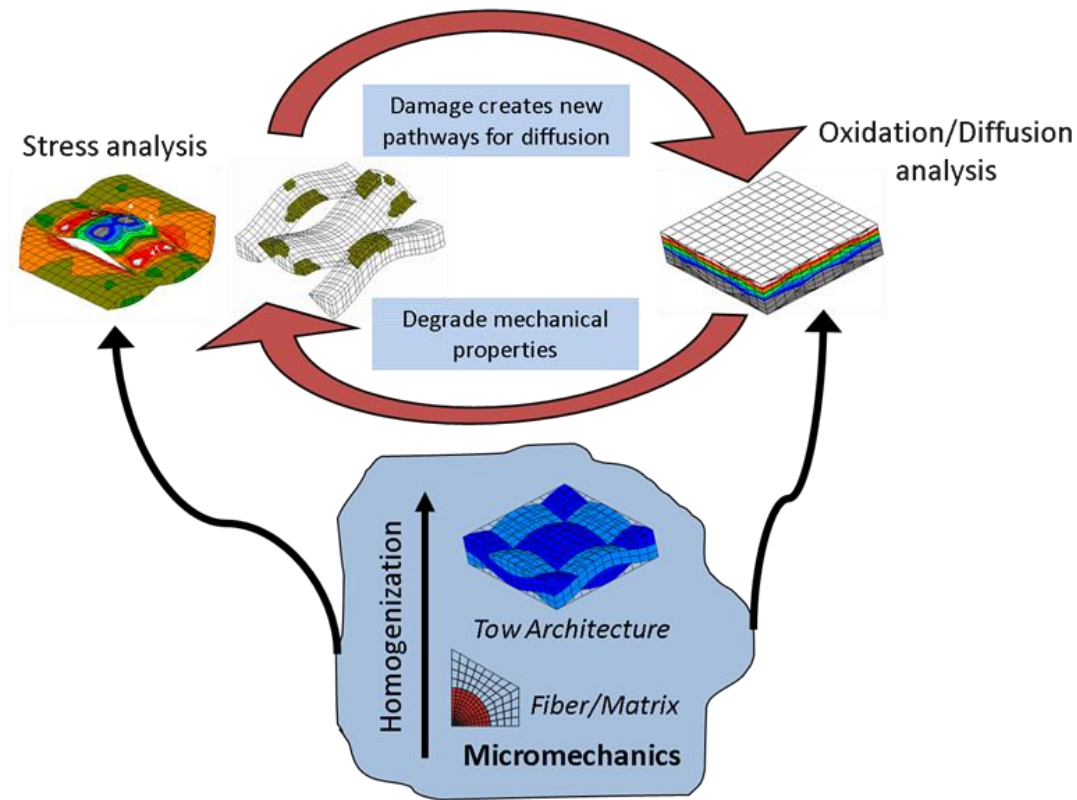 Damage creates new
pathways for diffusion
Stress analysis
Oxidation/Diffusion
analysis
Degrade mechanical
properties
Homogenization
Tow Architecture
Fiber/Matrix
Micromechanics